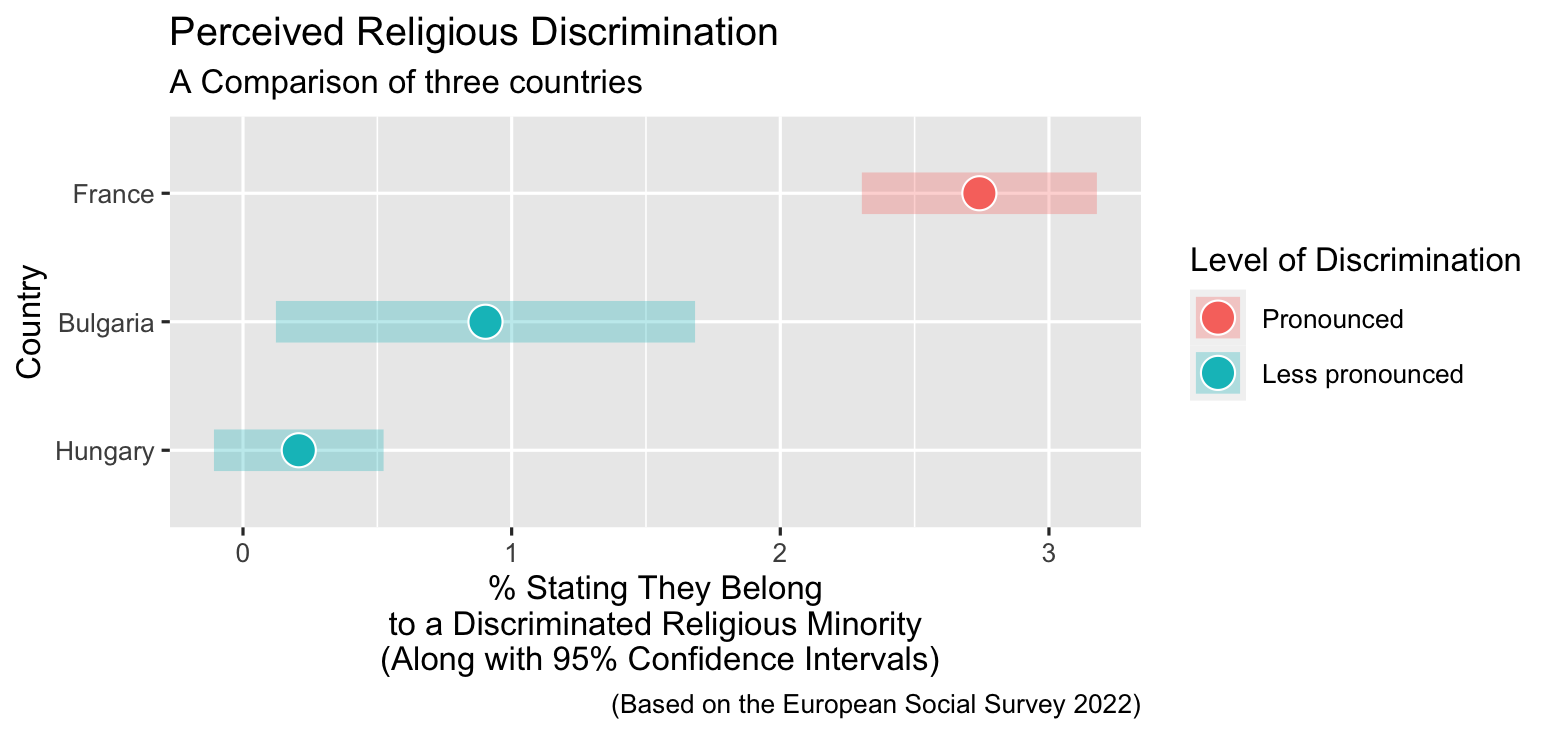 Perceived Religious Discrimination
A Comparison of three countries
Country
France
Bulgaria
Hungary
0 1 2 3
% Stating They Belong
to a Discriminated Religious Minority
(Along with 95% Confidence Intervals)
(Based on the European Social Survey 2022)
Level of Discrimination
Pronounced
Less pronounced